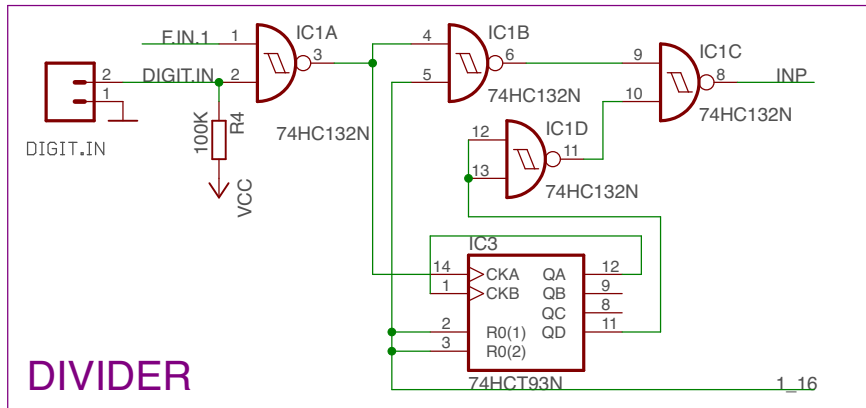 F.IN.1 1 IC1A 3 4 IC1B 6 9 IC1C 8 INP
2 DIGIT.IN 2 5 10
1
74HC132N 74HC132N 74HC132N
DIGIT.IN
100K R4
VCC
12 IC1D 11
13
74HC132N
IC3
14 CKA QA 12
1 CKB QB 9
QC 8
2 R0(1) QD 11
3 R0(2)
74HCT93N
1_16
DIVIDER